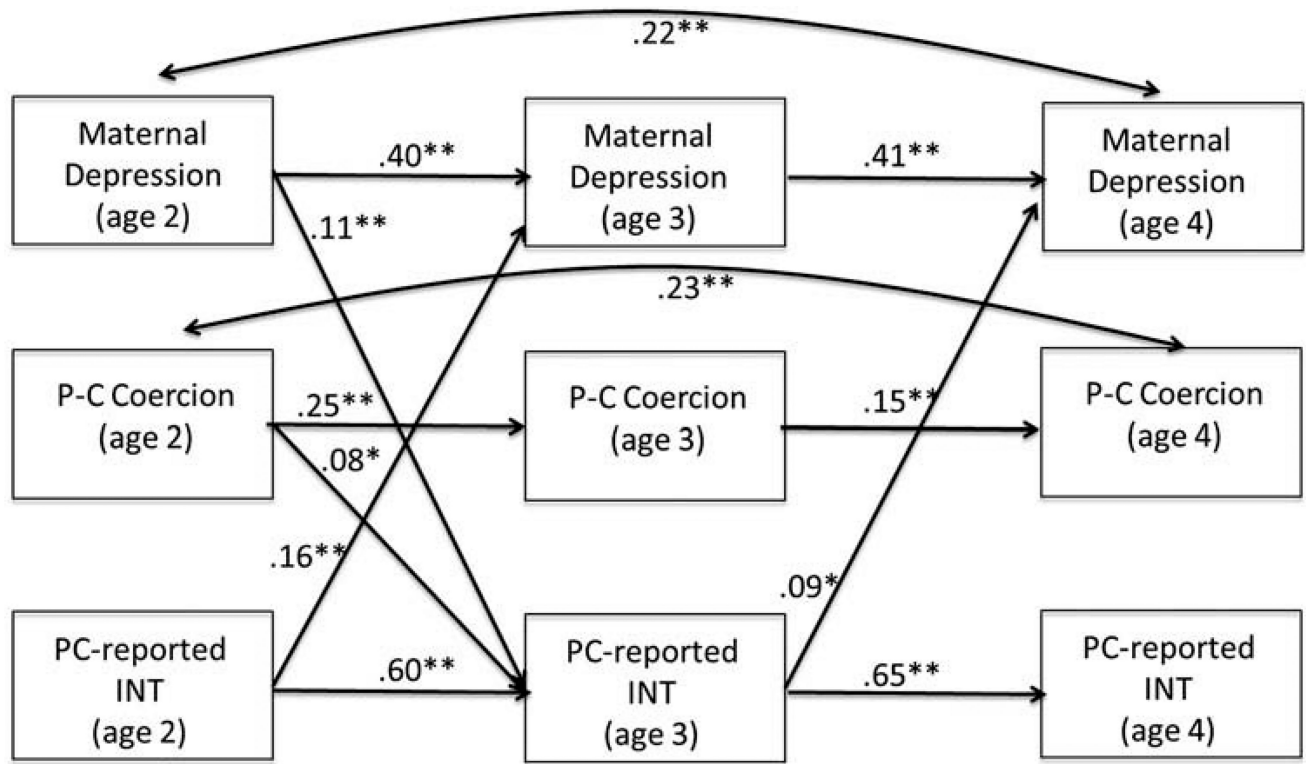 .22**
Maternal
Depression
(age 2)
.40**
Maternal
Depression
(age 3)
.41**
Maternal
Depression
(age 4)
.11**
.23**
P-C Coercion
(age 2)
.25**
P-C Coercion
(age 3)
.15**
P-C Coercion
(age 4)
.08*
.16**
.09*
PC-reported
INT
(age 2)
.60**
PC-reported
INT
(age 3)
.65**
PC-reported
INT
(age 4)